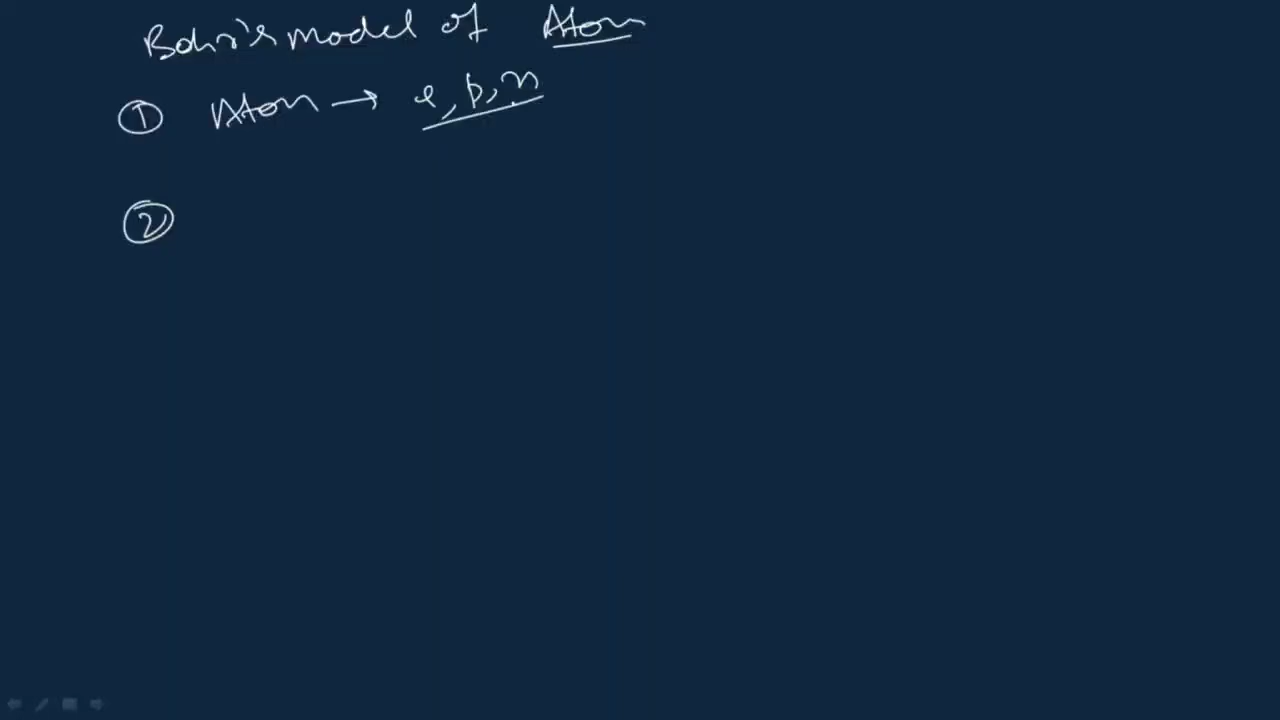 Bohr's model of Atom
① Atom → e, p, n
②